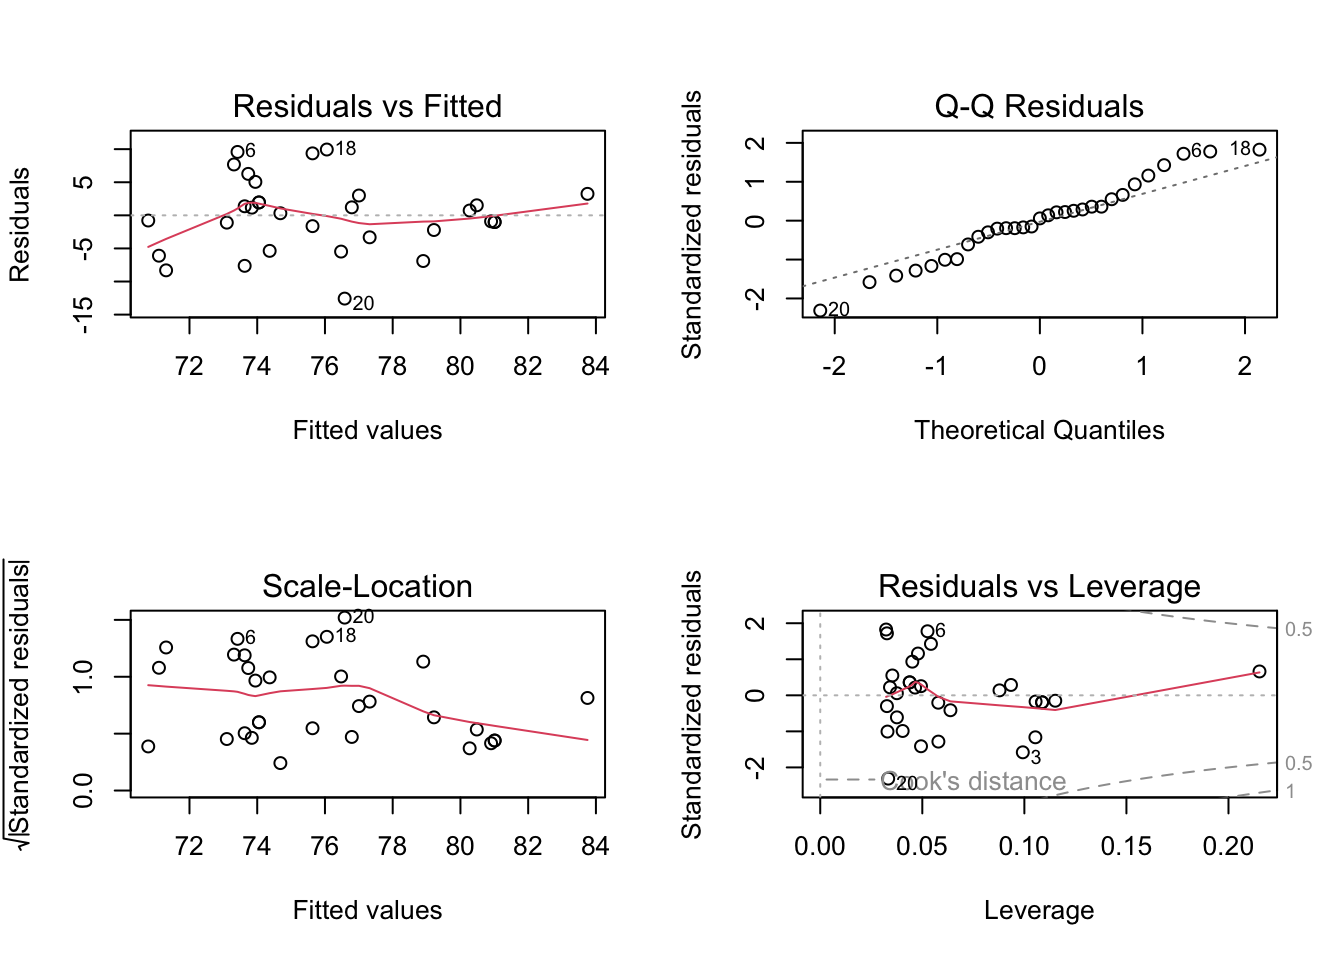 Residuals vs Fitted
Residuals
5
-5
-15
6
18
20
72 74 76 78 80 82 84
Fitted values
Q-Q Residuals
Standardized residuals
2
1
0
-2
20
6
18
-2 -1 0 1 2
Theoretical Quantiles
Scale-Location
√|Standardized residuals|
1.0
0.0
20
6
18
72 74 76 78 80 82 84
Fitted values
Residuals vs Leverage
Standardized residuals
2
0
-2
6
3
20
Cook's distance
0.5
0.5
1
0.00 0.05 0.10 0.15 0.20
Leverage